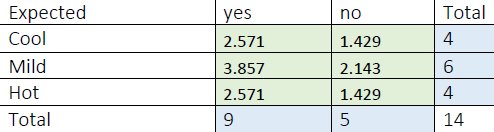 Expected yes no Total
Cool 2.571 1.429 4
Mild 3.857 2.143 6
Hot 2.571 1.429 4
Total 9 5 14